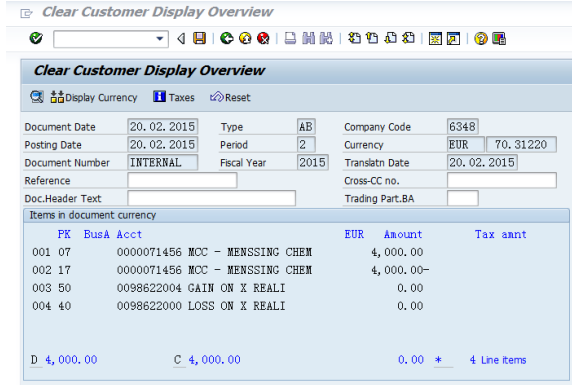 Clear Customer Display Overview
Clear Customer Display Overview
Display Currency Taxes Reset
Document Date 20.02.2015 Type AB Company Code 6348
Posting Date 20.02.2015 Period 2 Currency EUR 70.31220
Document Number INTERNAL Fiscal Year 2015 Translatn Date 20.02.2015
Reference Cross-CC no.
Doc.Header Text Trading Part.BA
Items in document currency
PK BusA Acct EUR Amount Tax amnt
001 07 0000071456 MCC - MENSSING CHEM 4,000.00
002 17 0000071456 MCC - MENSSING CHEM 4,000.00-
003 50 0098622004 GAIN ON X REALI 0.00
004 40 0098622000 LOSS ON X REALI 0.00
D 4,000.00 C 4,000.00 0.00 * 4 Line items